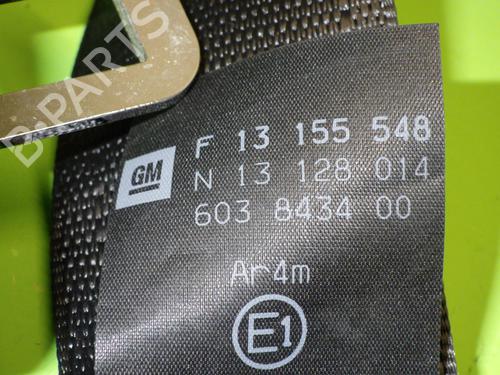 B-PARTS
GM
F 13 155 548
N 13 128 014
603 8434 00
Ar4m
E1